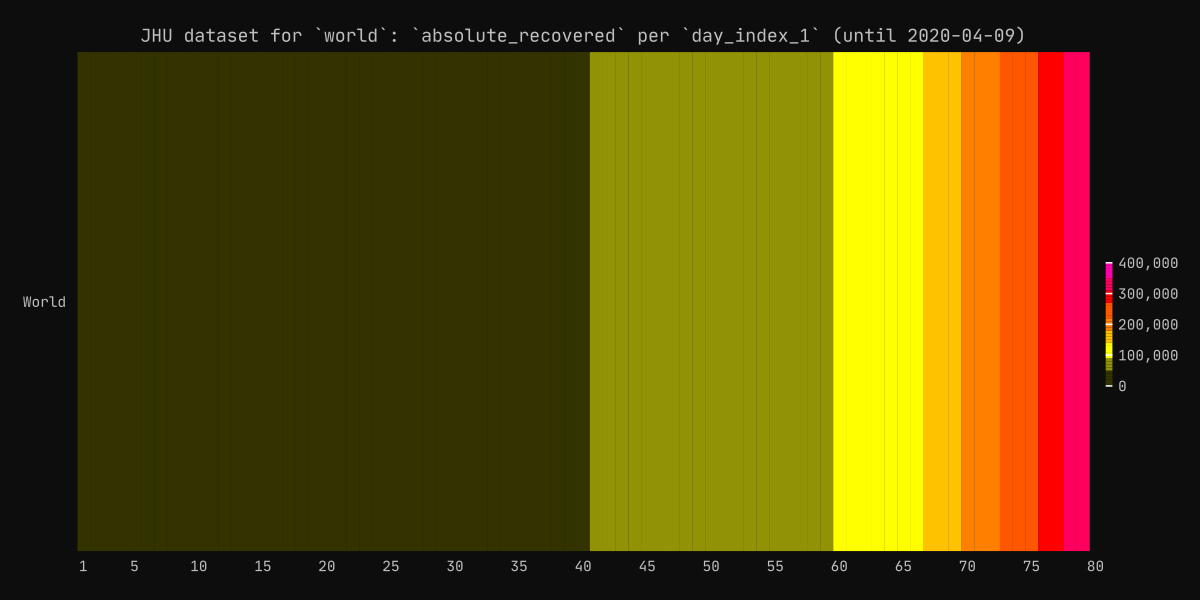 JHU dataset for `world`: `absolute_recovered` per `day_index_1` (until 2020-04-09)
World
400,000
300,000
200,000
100,000
0
1 5 10 15 20 25 30 35 40 45 50 55 60 65 70 75 80